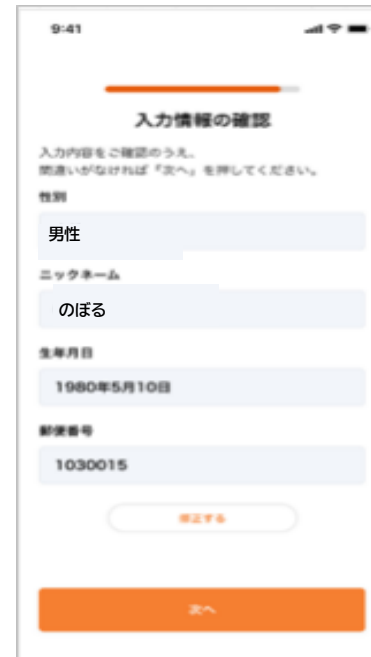 9:41
入力情報の確認
入力内容をご確認のうえ、
間違いがなければ「次へ」を押してください。
性別
男性
ニックネーム
のぼる
生年月日
1980年5月10日
郵便番号
1030015
修正する
次へ